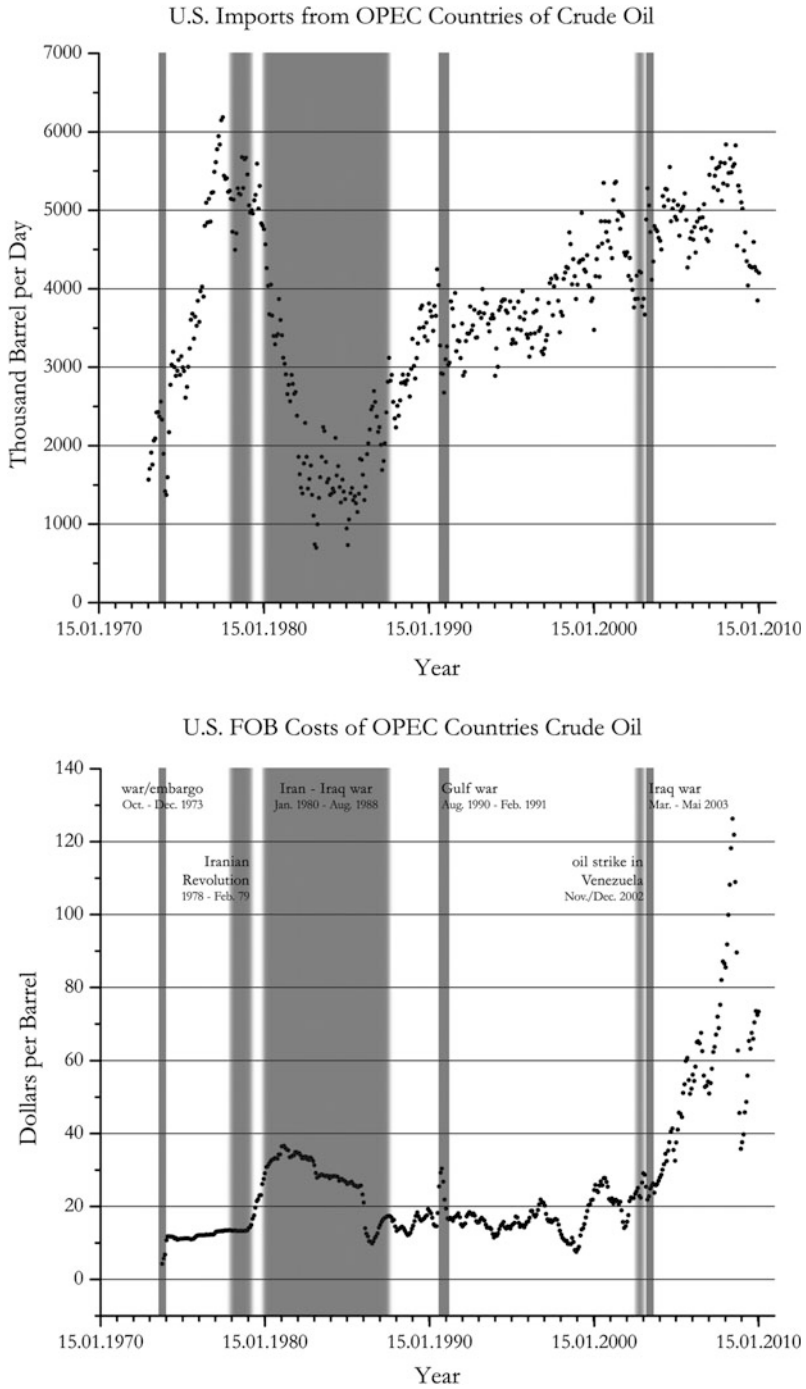 U.S. Imports from OPEC Countries of Crude Oil
7000
6000
5000
4000
3000
2000
1000
0
Thousand Barrel per Day
15.01.1970
15.01.1980
15.01.1990
15.01.2000
15.01.2010
Year
U.S. FOB Costs of OPEC Countries Crude Oil
140
120
100
80
60
40
20
0
Dollars per Barrel
war/embargo
Oct. - Dec. 1973
Iran - Iraq war
Jan. 1980 - Aug. 1988
Gulf war
Aug. 1990 - Feb. 1991
Iraq war
Mar. - Mai 2003
Iranian
Revolution
1978 - Feb. 79
oil strike in
Venezuela
Nov./Dec. 2002
15.01.1970
15.01.1980
15.01.1990
15.01.2000
15.01.2010
Year